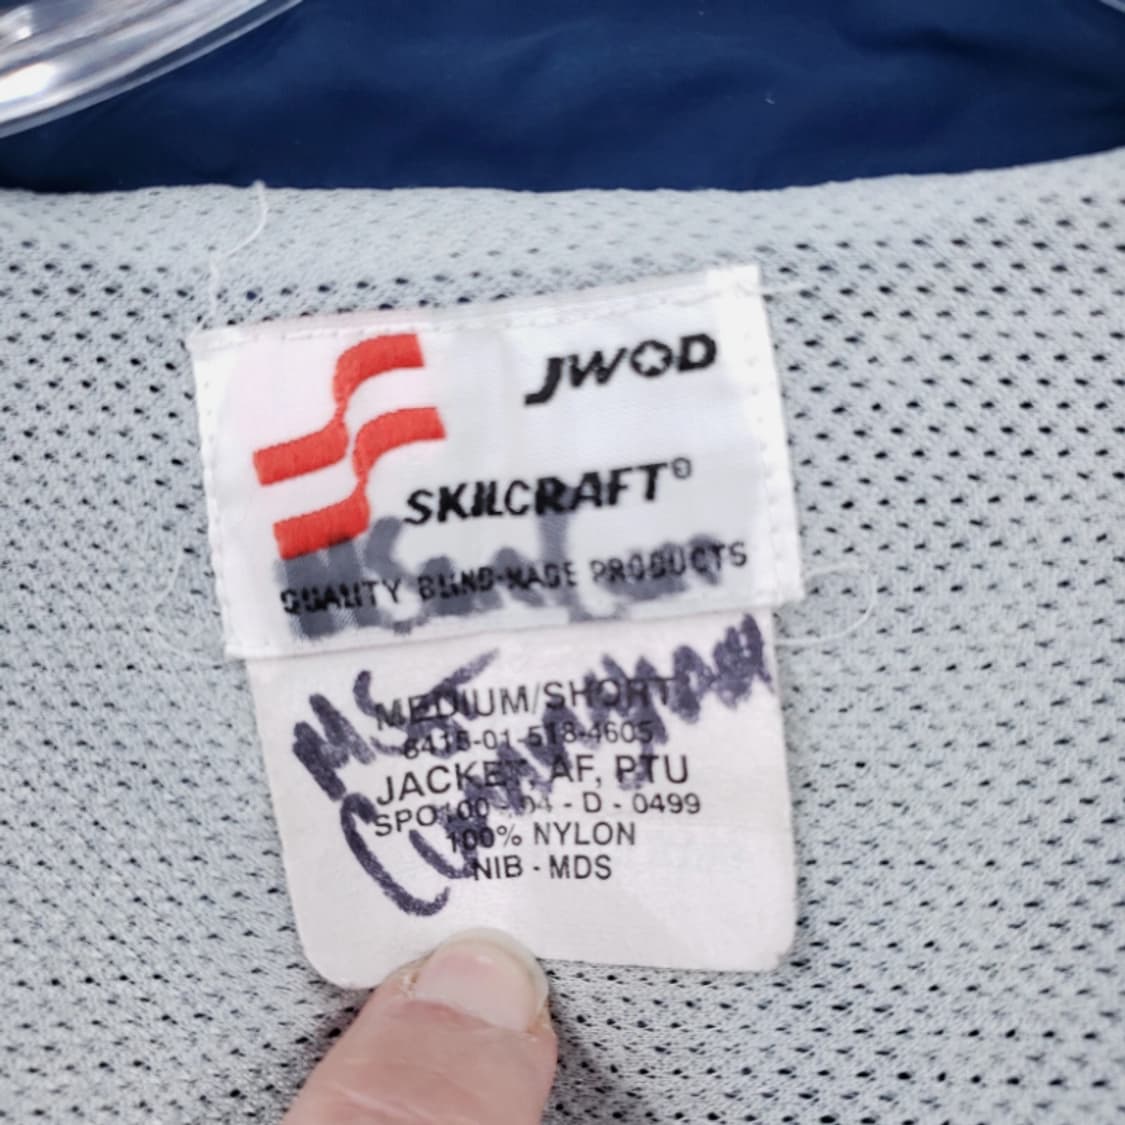 JWOD
SKILCRAFT®
QUALITY BLIND-MADE PRODUCTS
MEDIUM/SHORT
8415-01-518-4605
JACKET, AF, PTU
SPO100 - 04 - D - 0499
100% NYLON
NIB - MDS